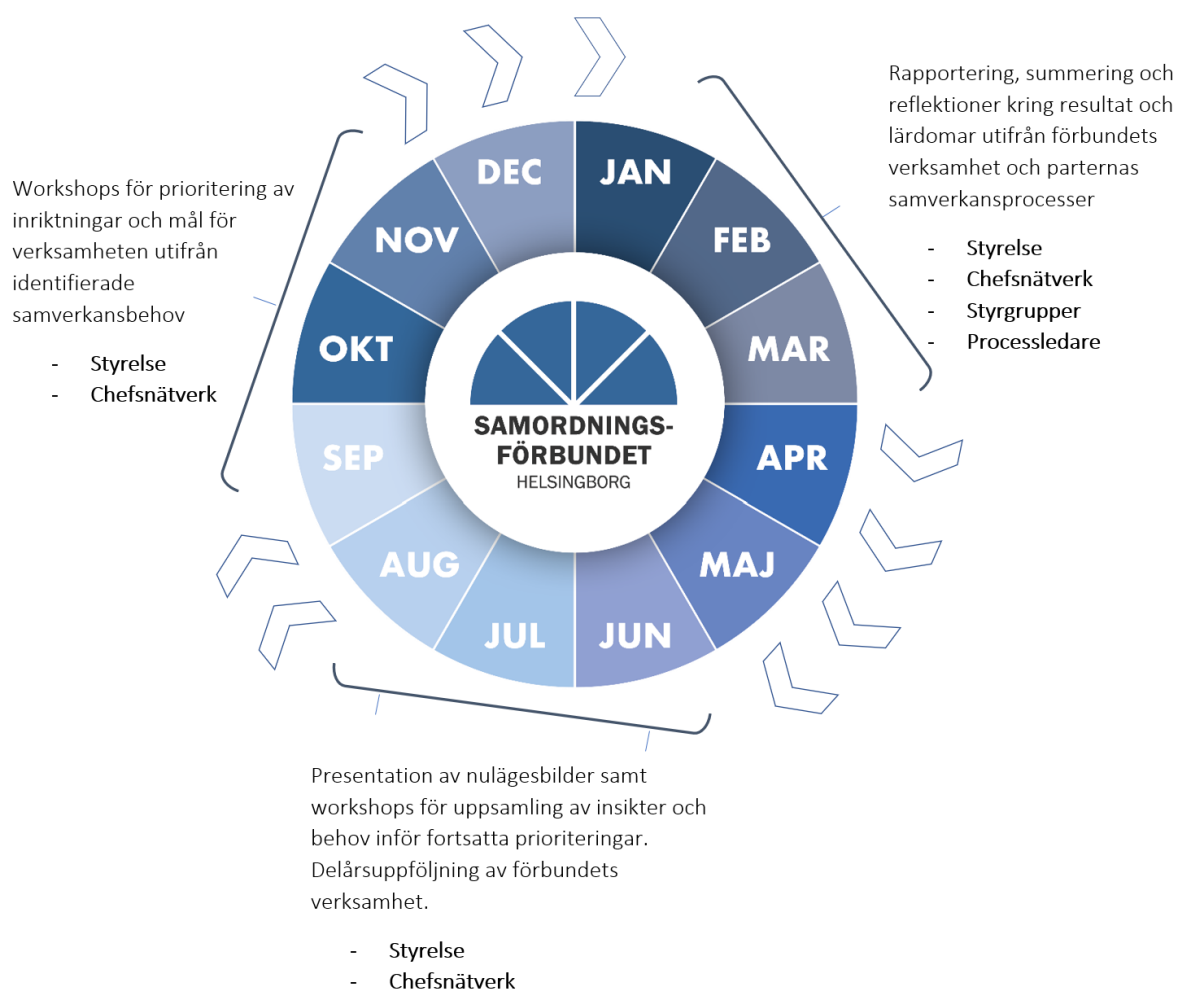 Rapportering, summering och
reflektioner kring resultat och
lärdomar utifrån förbundets
verksamhet och parternas
samverkansprocesser
- Styrelse
- Chefsnätverk
- Styrgrupper
- Processledare
Workshops för prioritering av
inriktningar och mål för
verksamheten utifrån
identifierade
samverkansbehov
- Styrelse
- Chefsnätverk
JAN
FEB
MAR
APR
MAJ
JUN
JUL
AUG
SEP
OKT
NOV
DEC
SAMORDNINGS-
FÖRBUNDET
HELSINGBORG
Presentation av nulägesbilder samt
workshops för uppsamling av insikter och
behov inför fortsatta prioriteringar.
Delårsuppföljning av förbundets
verksamhet.
- Styrelse
- Chefsnätverk